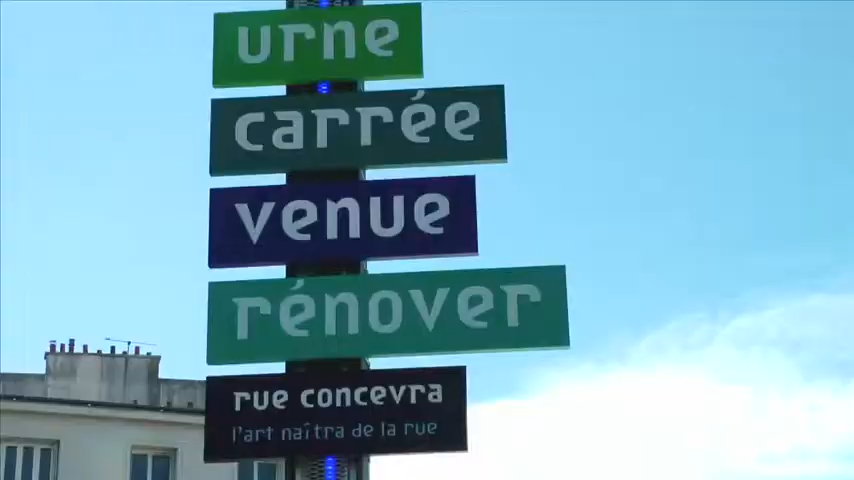 urne
carrée
venue
rénover
rue concevra
l'art naîtra de la rue